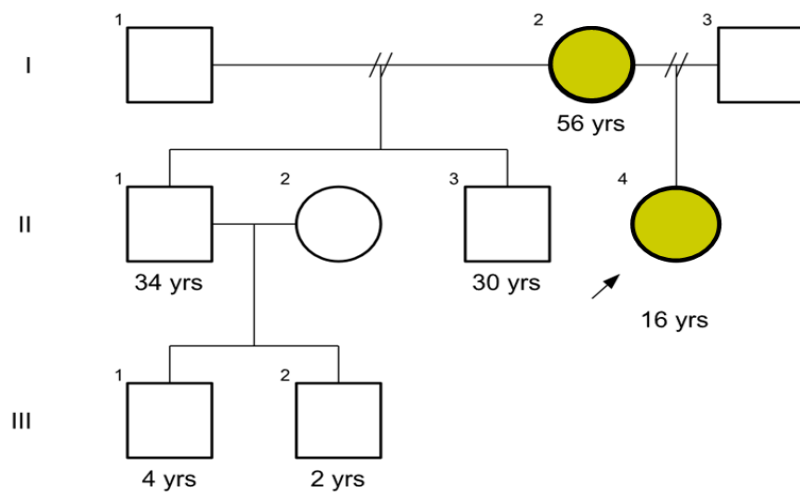 1 2 3
I
56 yrs
1 2 3 4
II
34 yrs 30 yrs
16 yrs
1 2
III
4 yrs 2 yrs